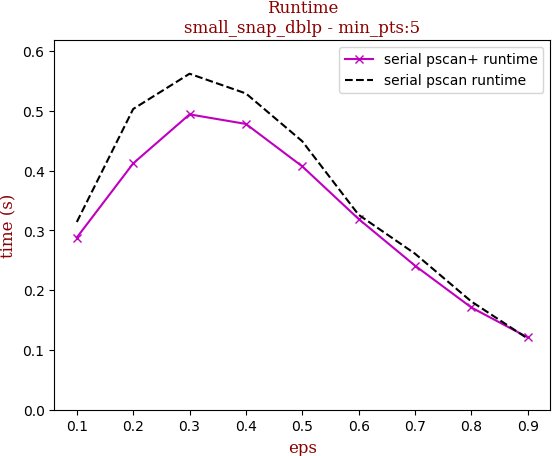 Runtime
small_snap_dblp - min_pts:5
serial pscan+ runtime
serial pscan runtime
time (s)
0.6
0.5
0.4
0.3
0.2
0.1
0.0
0.1 0.2 0.3 0.4 0.5 0.6 0.7 0.8 0.9
eps